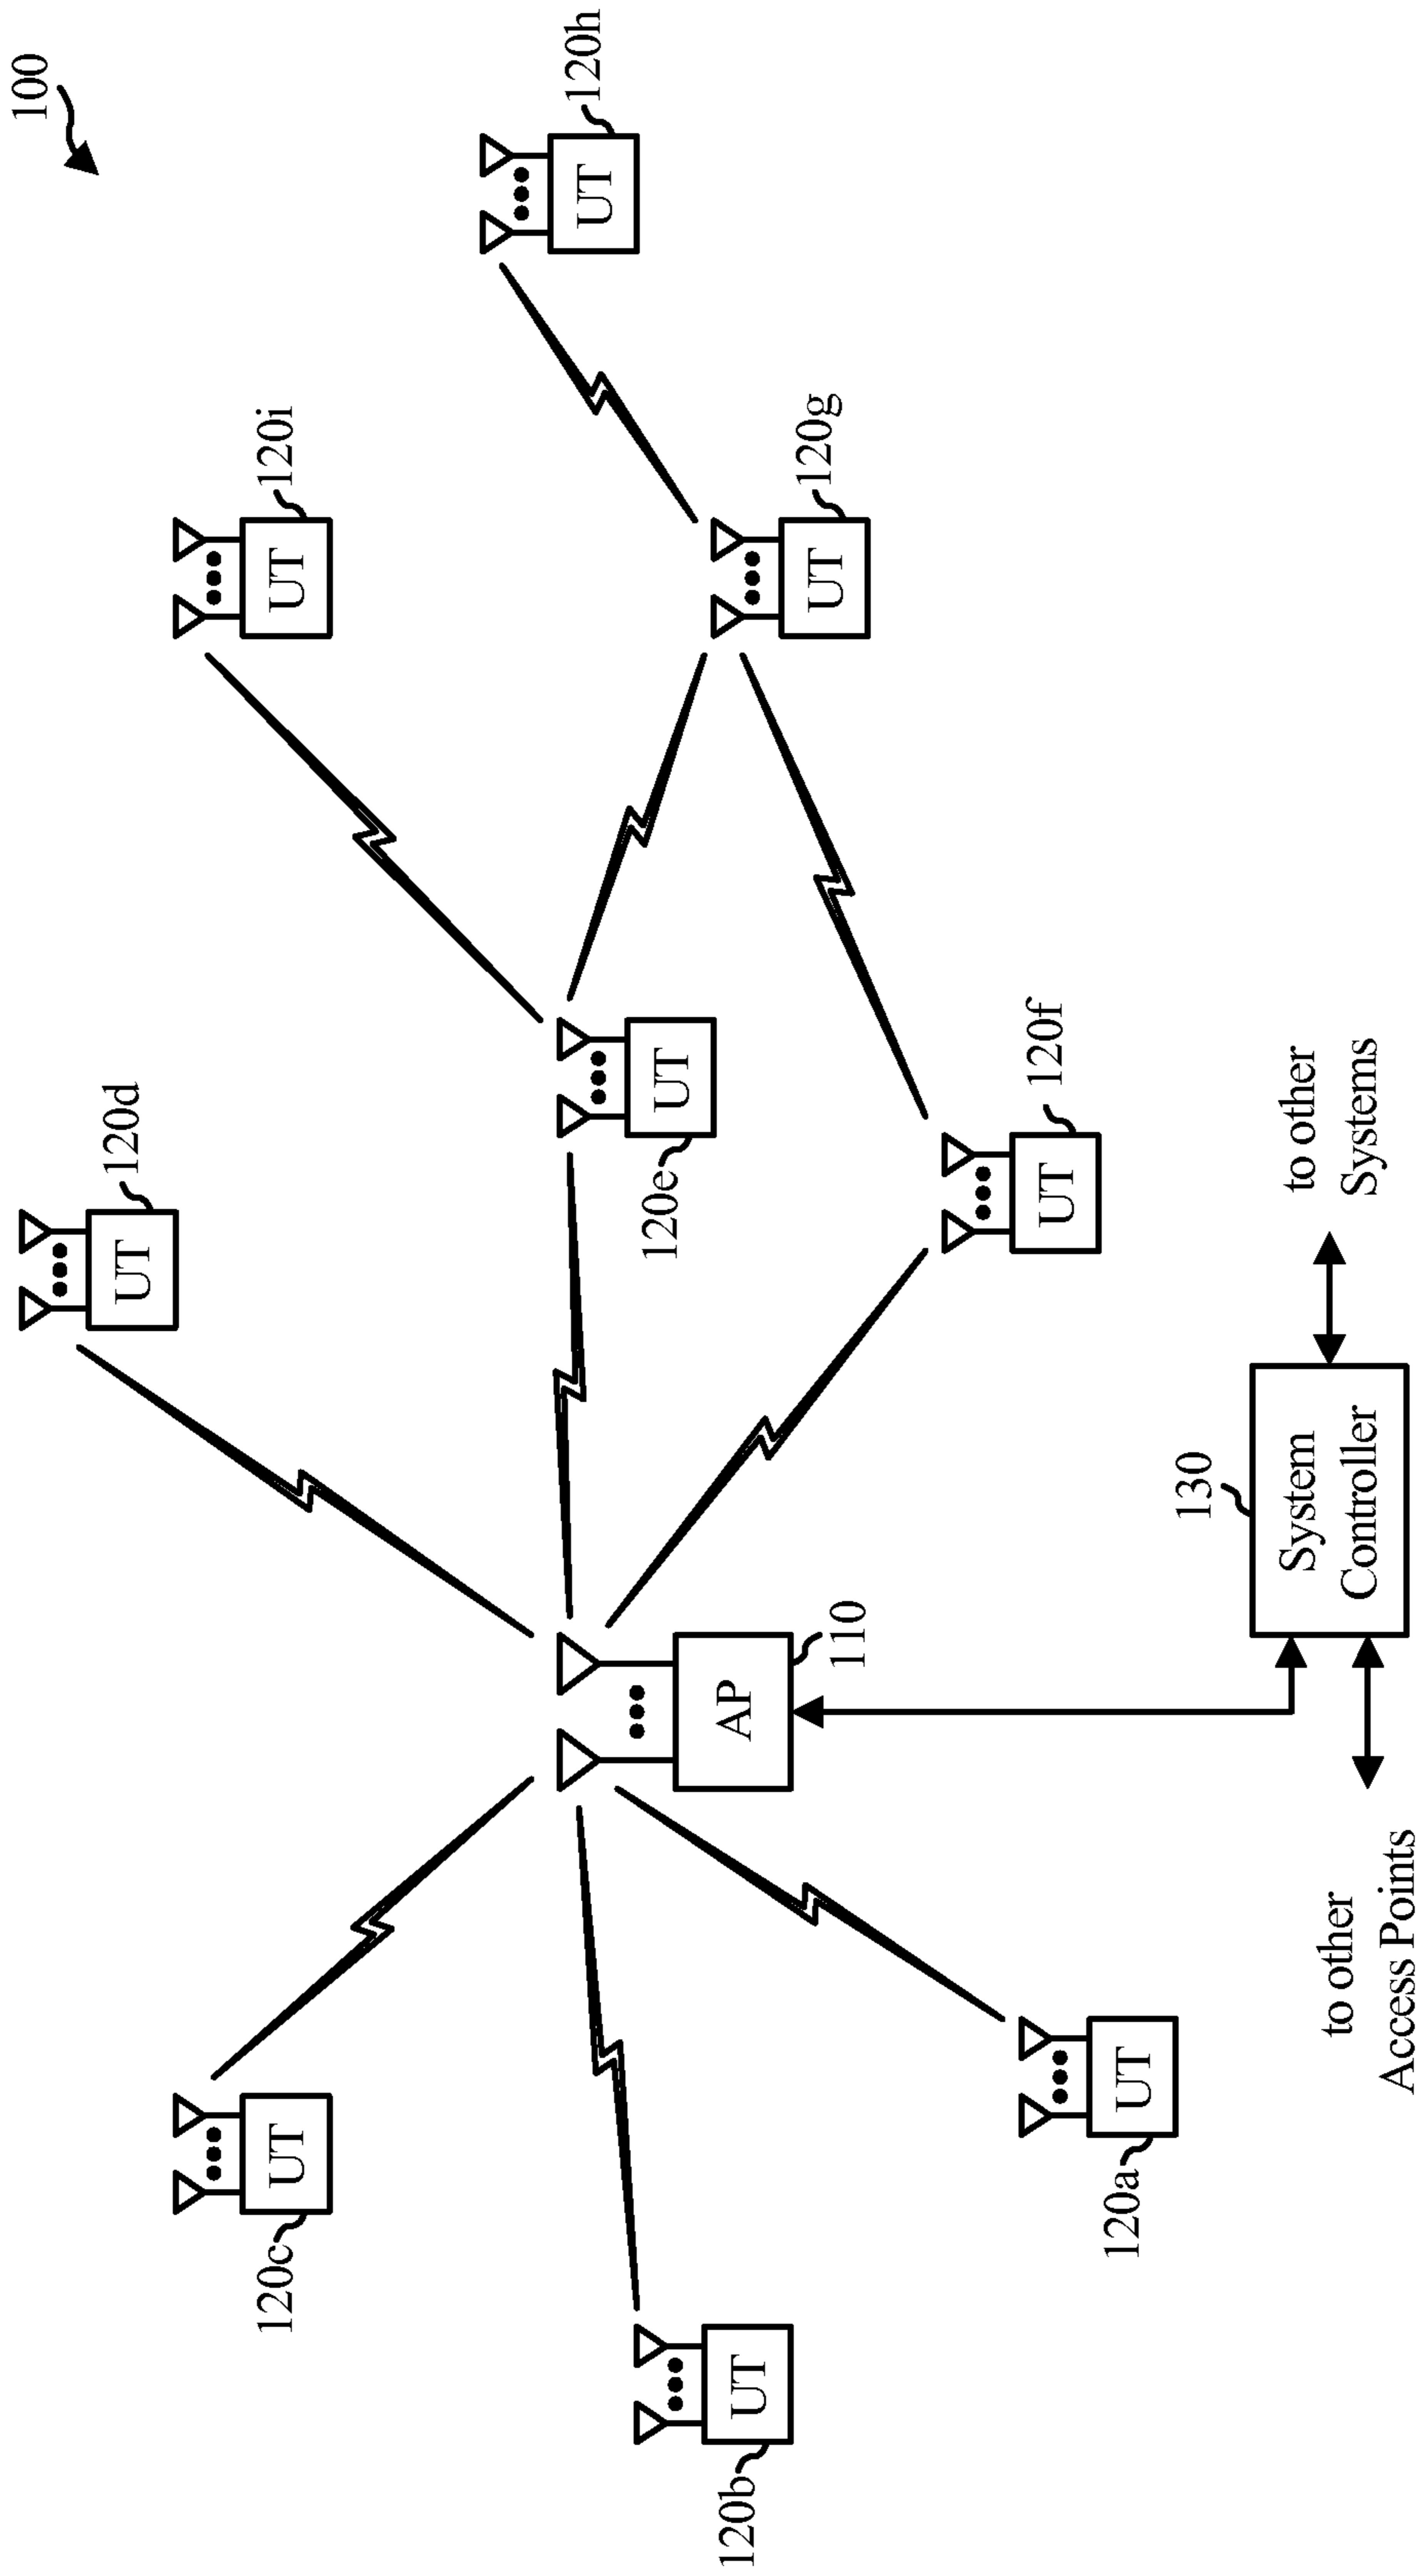 100
120d
UT
120i
UT
120c
UT
120h
UT
120e
UT
120g
UT
120b
UT
AP
110
120f
UT
120a
UT
130
System
Controller
to other
Systems
to other
Access Points